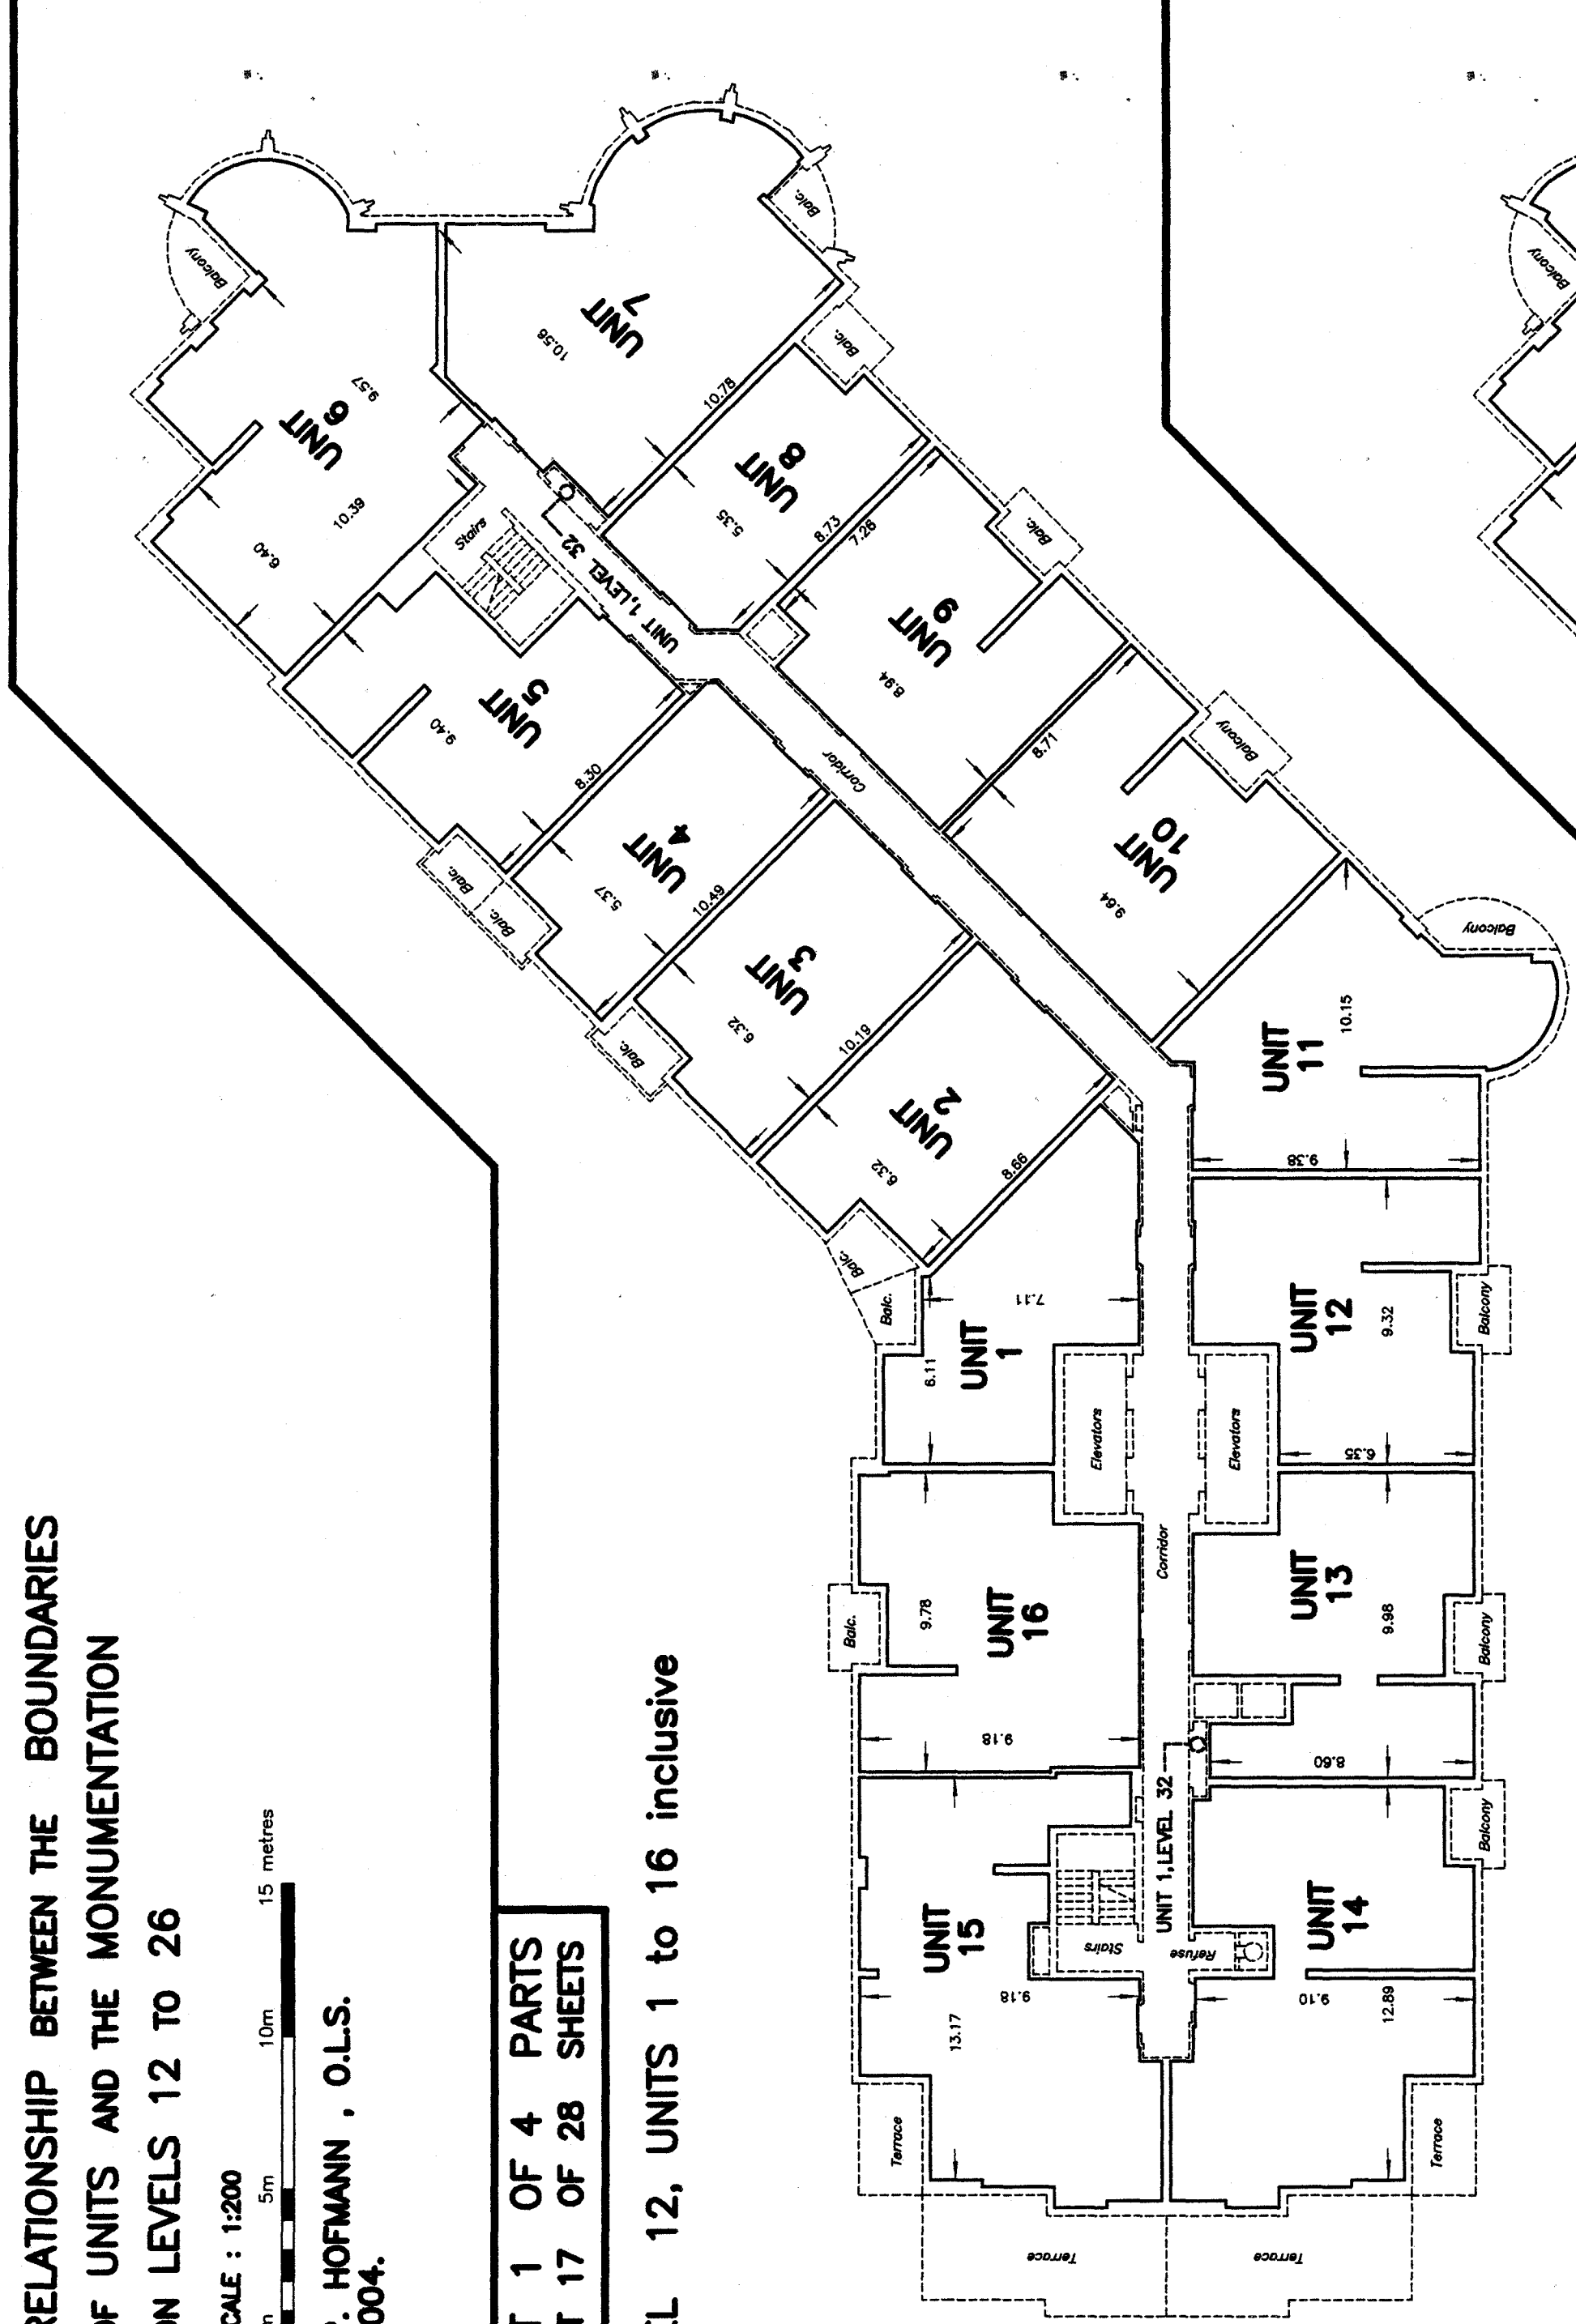 RELATIONSHIP BETWEEN THE BOUNDARIES
OF UNITS AND THE MONUMENTATION
ON LEVELS 12 TO 26
SCALE : 1:200
5m 10m 15 metres
HOFMANN , O.L.S.
1 OF 4 PARTS
17 OF 28 SHEETS
12, UNITS 1 to 16 inclusive
Balcony
UNIT
6
9.57
10.39
6.40
Stairs
UNIT
7
10.56
10.78
Balc.
Balc.
UNIT
8
5.35
8.73
7.26
UNIT 1,LEVEL 32
UNIT
5
9.40
8.30
Balc.
Balc.
UNIT
4
5.37
10.49
Balc.
UNIT
9
8.94
8.71
Balc.
Corridor
UNIT
3
6.32
10.19
UNIT
10
9.64
Balcony
UNIT
2
6.32
8.66
Balc.
Balc.
UNIT
11
10.15
9.38
Balcony
UNIT
1
7.11
6.11
Elevators
Elevators
UNIT
12
9.32
6.35
Balcony
Corridor
UNIT
16
9.78
9.18
Balc.
UNIT
13
9.98
8.60
Balcony
UNIT 1,LEVEL 32
UNIT
15
9.18
13.17
Stairs
Refuse
UNIT
14
9.10
12.89
Balcony
Terrace
Terrace
Terrace
Terrace
Balcony